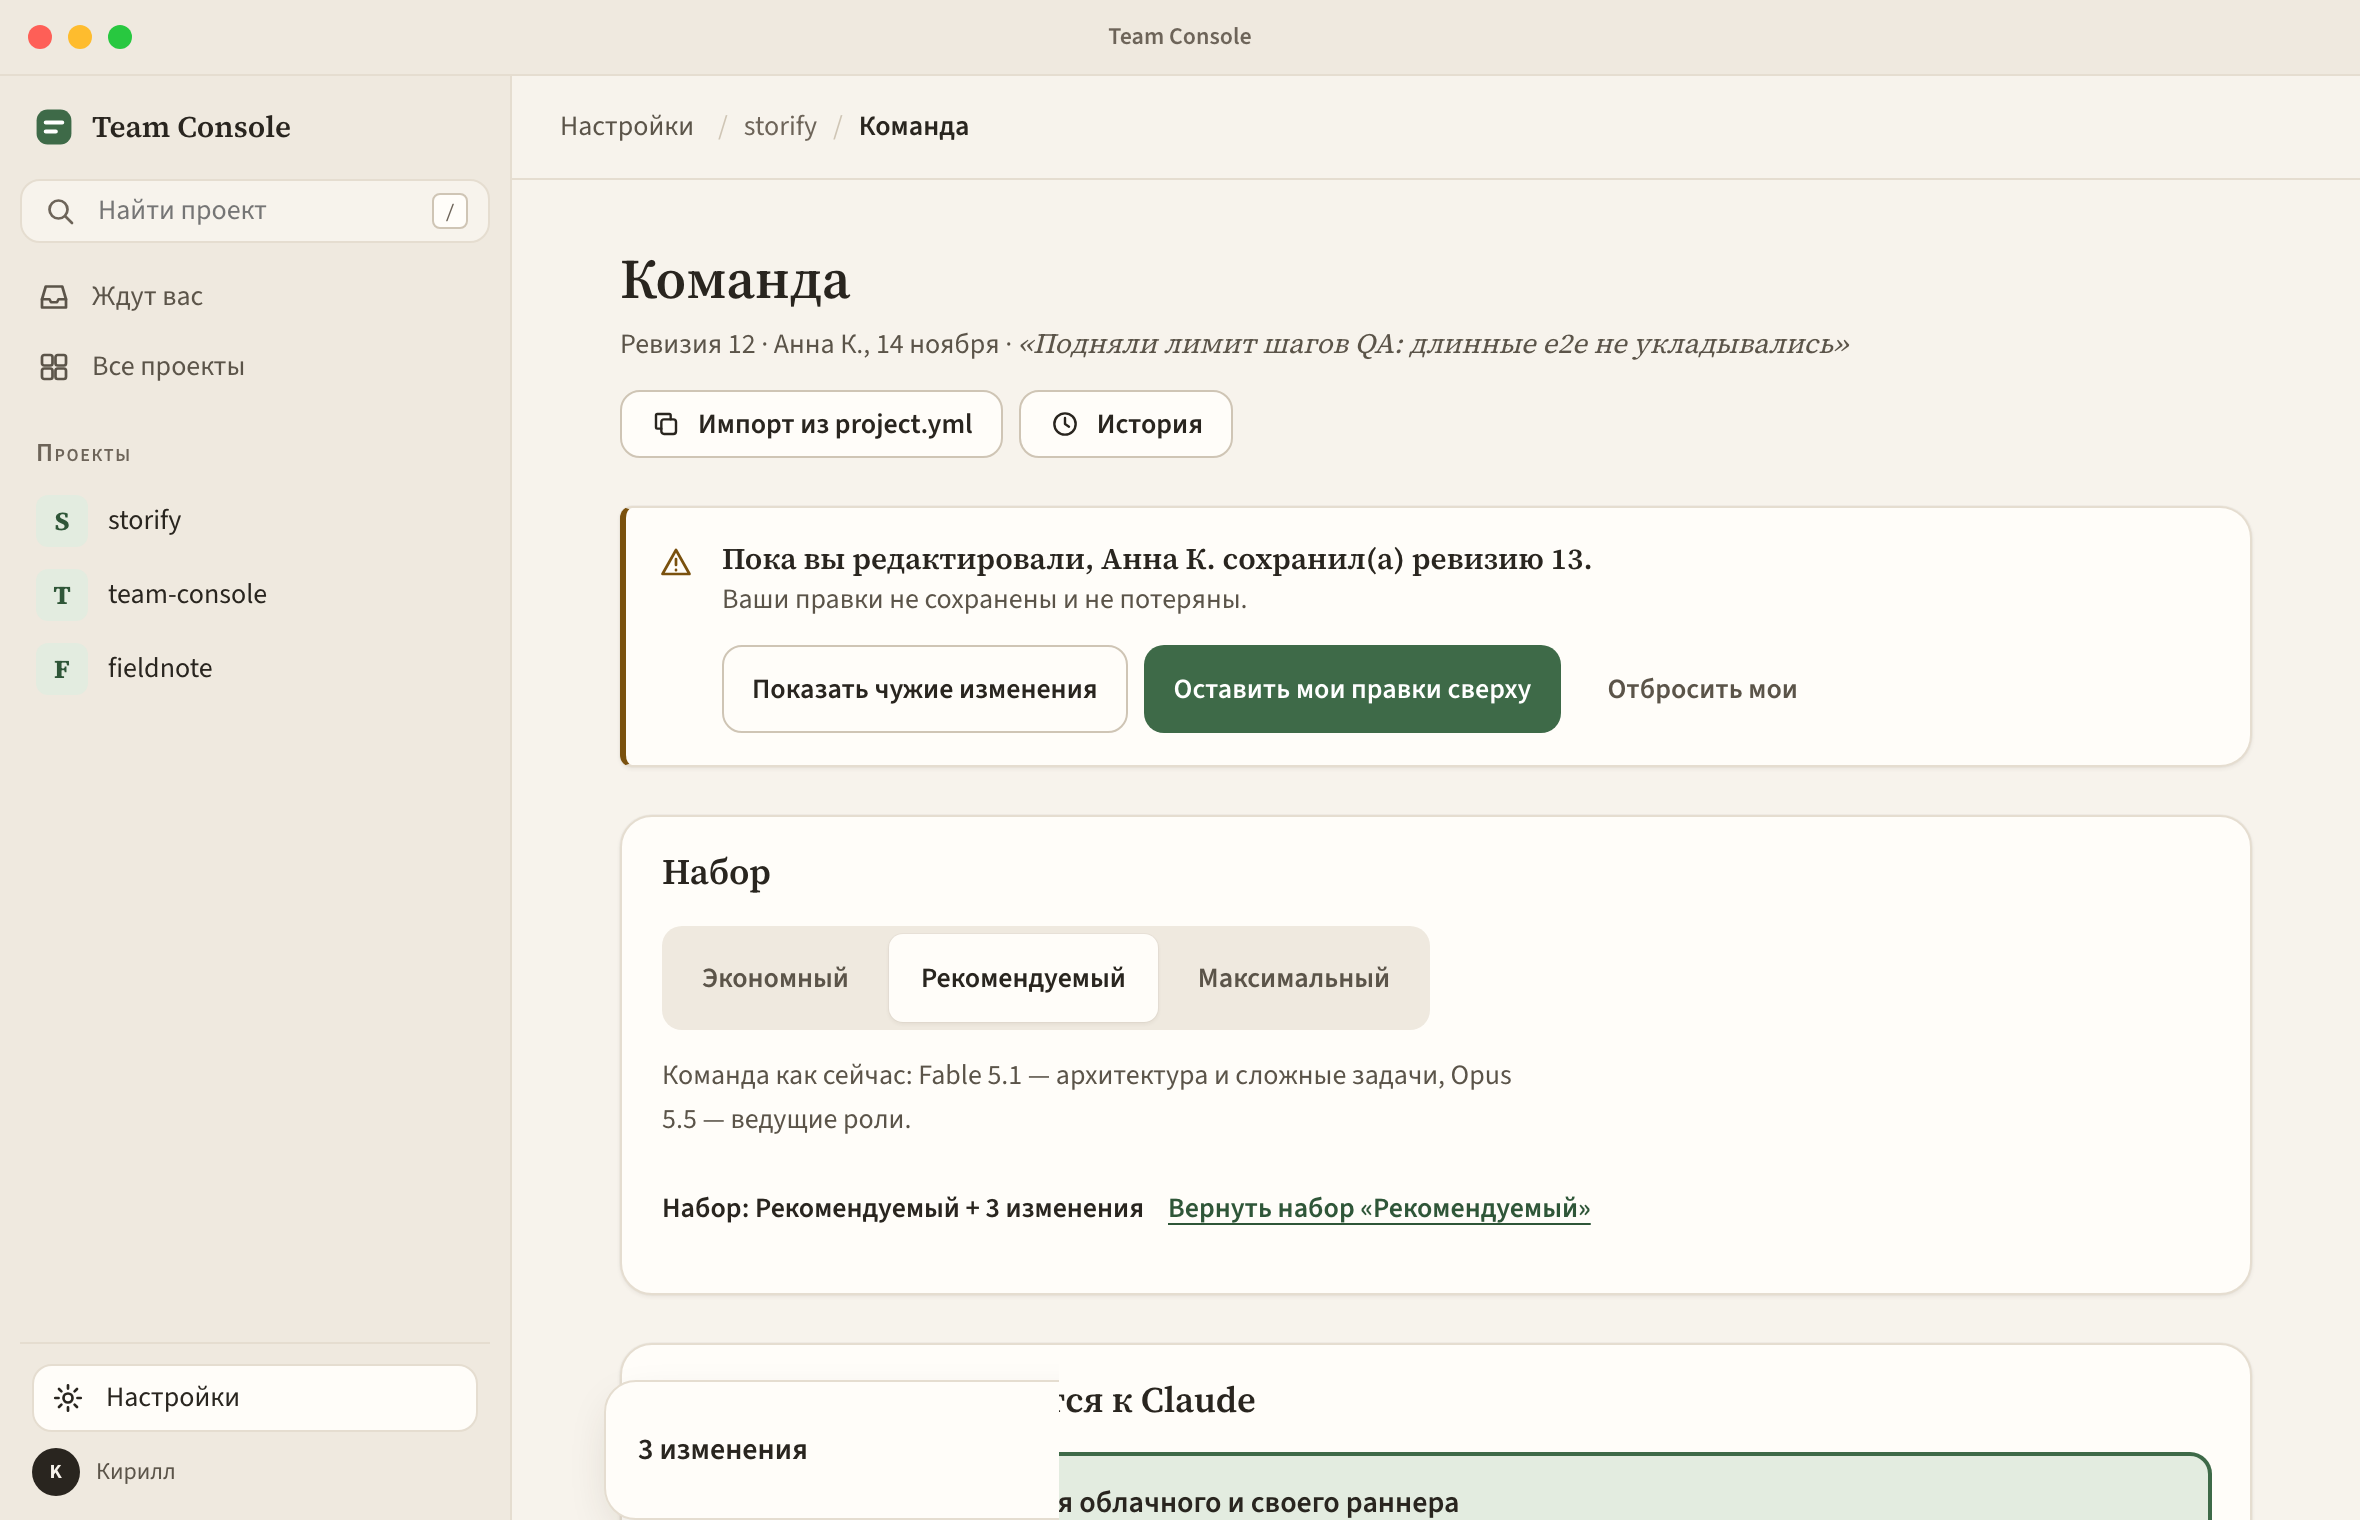 Team Console
Team Console
Найти проект /
Ждут вас
Все проекты
Проекты
S storify
T team-console
F fieldnote
Настройки
K Кирилл
Настройки / storify / Команда
Команда
Ревизия 12 · Анна К., 14 ноября · «Подняли лимит шагов QA: длинные e2e не укладывались»
Импорт из project.yml История
Пока вы редактировали, Анна К. сохранил(а) ревизию 13.
Ваши правки не сохранены и не потеряны.
Показать чужие изменения Оставить мои правки сверху Отбросить мои
Набор
Экономный Рекомендуемый Максимальный
Команда как сейчас: Fable 5.1 — архитектура и сложные задачи, Opus
5.5 — ведущие роли.
Набор: Рекомендуемый + 3 изменения Вернуть набор «Рекомендуемый»
к Claude
3 изменения
облачного и своего раннера